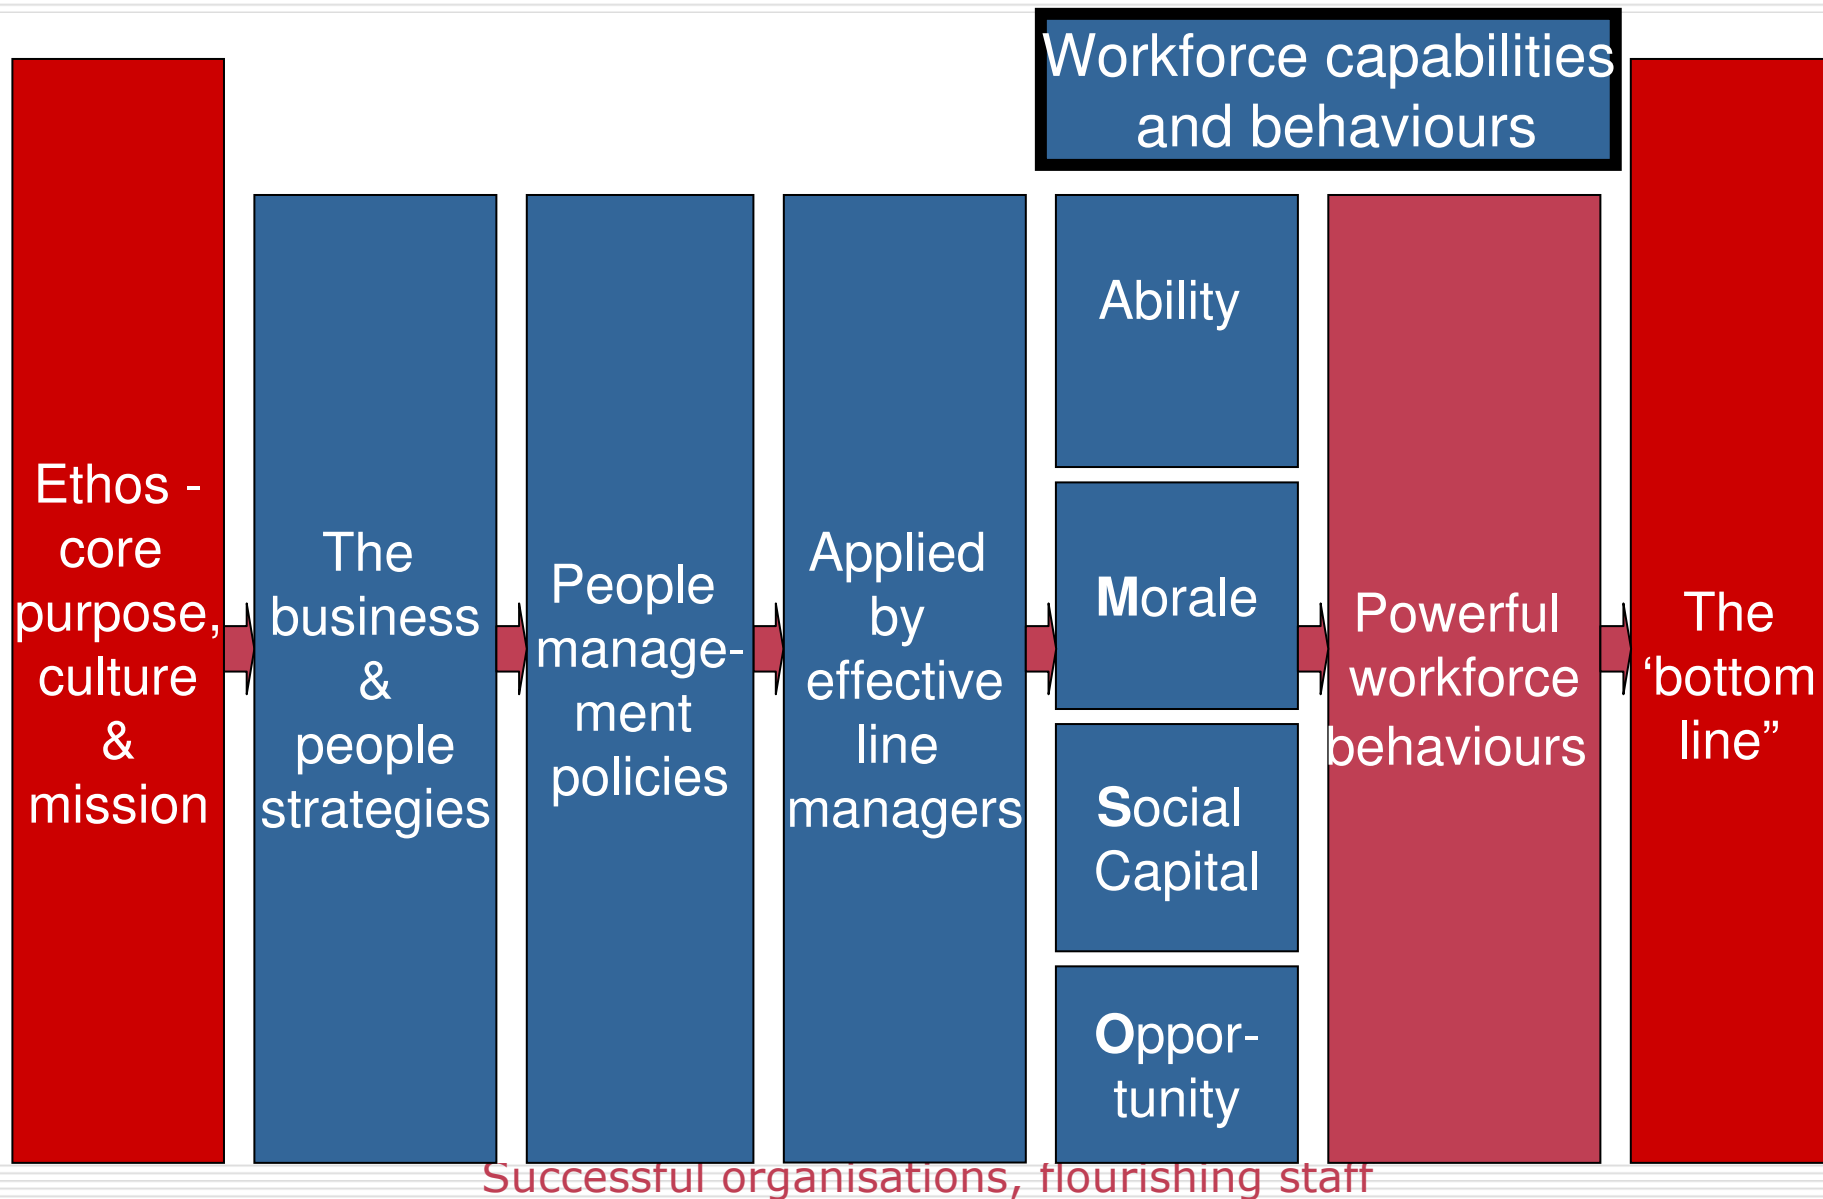 Workforce capabilities
and behaviours
Ethos -
core
purpose,
culture
&
mission
The
business
&
people
strategies
People
manage-
ment
policies
Applied
by
effective
line
managers
Ability
Morale
Social
Capital
Oppor-
tunity
Powerful
workforce
behaviours
The
‘bottom
line”
Successful organisations, flourishing staff